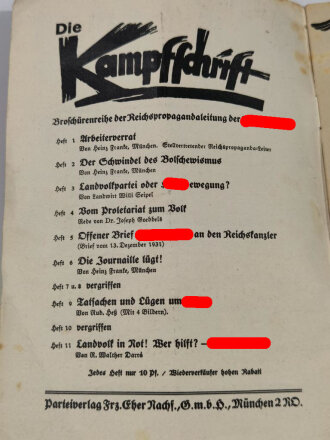 Die
Kampfschrift
Broschürenreihe der Reichspropagandaleitung der
Heft 1 Arbeiterverrat
Von Heinz Franke, München. Stellvertretender Reichspropaganda-Leiter
Heft 2 Der Schwindel des Bolschewismus
Von Heinz Franke, München
Heft 3 Landvolkpartei oder ewegung?
Von Landwirt Willi Seipel
Heft 4 Vom Proletariat zum Volk
Rede von Dr. Joseph Goebbels
Heft 5 Offener Brief an den Reichskanzler
(Brief vom 13. Dezember 1931)
Heft 6 Die Journaille lügt!
Von Heinz Franke, München
Heft 7 u. 8 vergriffen
Heft 9 Tatsachen und Lügen um
Von Rud. Heß (Mit 4 Bildern).
Heft 10 vergriffen
Heft 11 Landvolk in Not! Wer hilft? —
Von R. Walther Darré
Jedes Heft nur 10 Pf. / Wiederverkäufer hohen Rabatt
Parteiverlag Frz. Eher Nachf., G.m.b.H., München 2 NO.